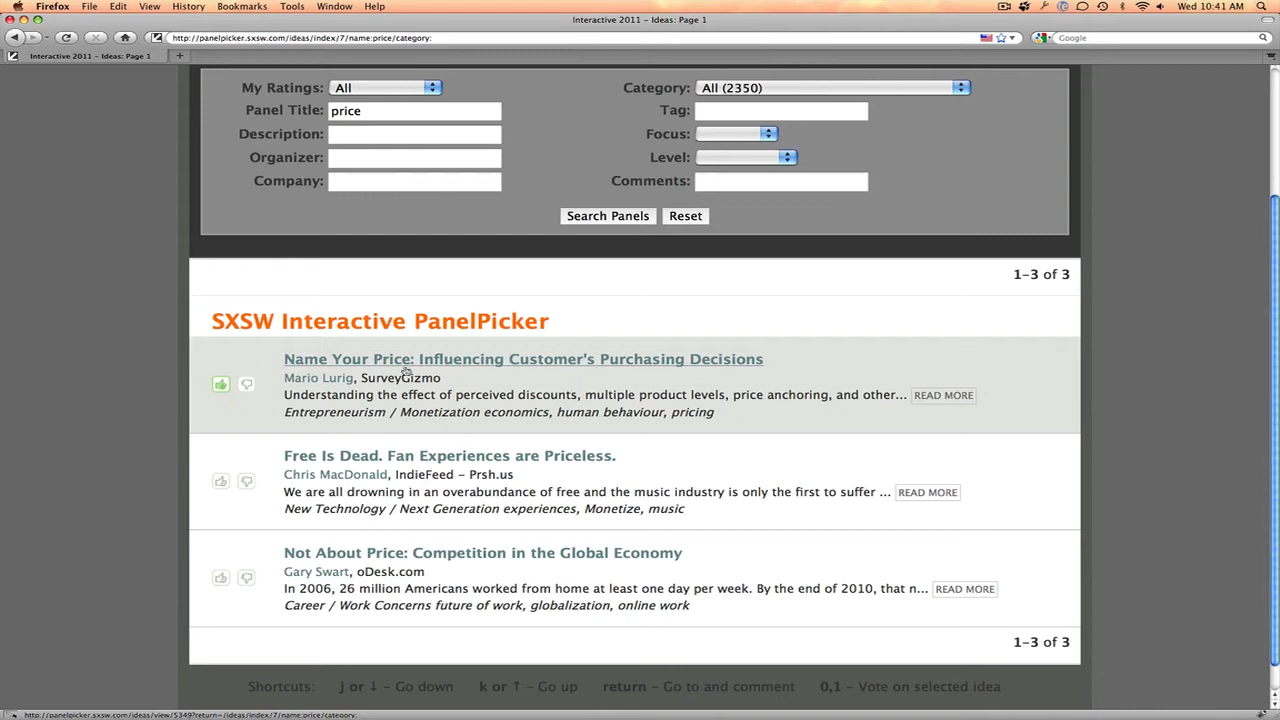 Firefox File Edit View History Bookmarks Tools Window Help Wed 10:41 AM
Interactive 2011 – Ideas: Page 1
http://panelpicker.sxsw.com/ideas/index/7/name:price/category:
Google
Interactive 2011 – Ideas: Page 1
My Ratings: All Category: All (2350)
Panel Title: price Tag:
Description: Focus:
Organizer: Level:
Company: Comments:
Search Panels Reset
1–3 of 3
SXSW Interactive PanelPicker
Name Your Price: Influencing Customer's Purchasing Decisions
Mario Lurig, SurveyGizmo
Understanding the effect of perceived discounts, multiple product levels, price anchoring, and other... READ MORE
Entrepreneurism / Monetization economics, human behaviour, pricing
Free Is Dead. Fan Experiences are Priceless.
Chris MacDonald, IndieFeed – Prsh.us
We are all drowning in an overabundance of free and the music industry is only the first to suffer ... READ MORE
New Technology / Next Generation experiences, Monetize, music
Not About Price: Competition in the Global Economy
Gary Swart, oDesk.com
In 2006, 26 million Americans worked from home at least one day per week. By the end of 2010, that n... READ MORE
Career / Work Concerns future of work, globalization, online work
1–3 of 3
Shortcuts: j or ↓ – Go down k or ↑ – Go up return – Go to and comment 0,1 – Vote on selected idea
http://panelpicker.sxsw.com/ideas/view/5349?return=/ideas/index/7/name:price/category: